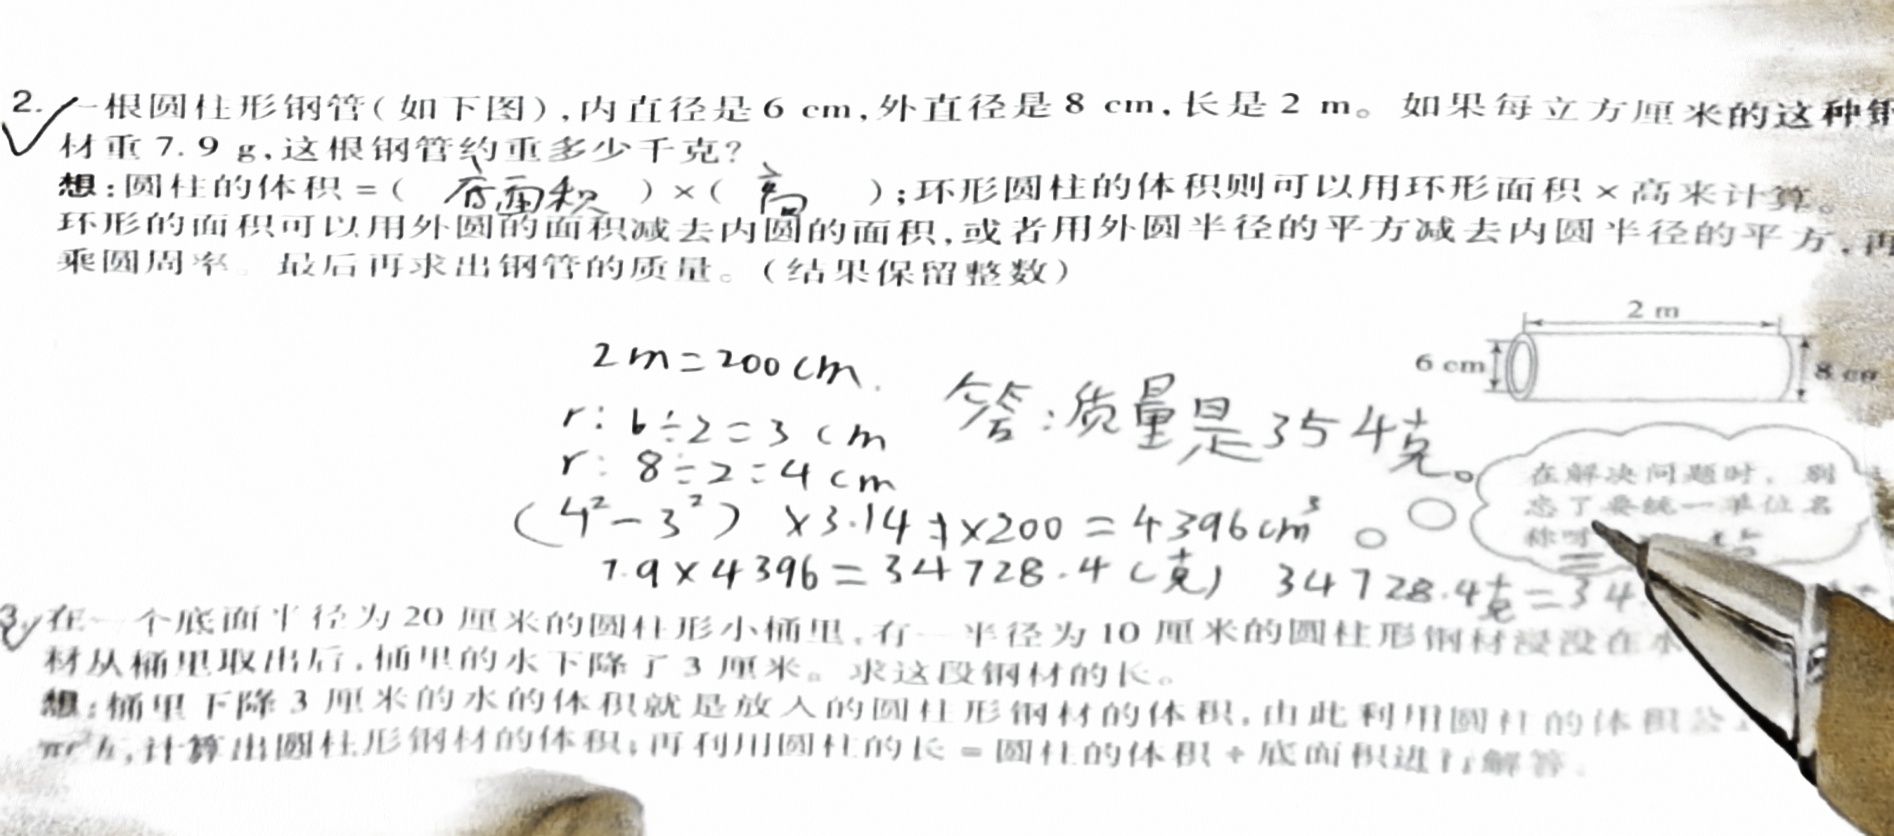 2. 一根圆柱形钢管(如下图),内直径是 6 cm,外直径是 8 cm,长是 2 m。如果每立方厘米的这种钢
材重 7.9 g,这根钢管约重多少千克?
想:圆柱的体积=( 底面积 )×( 高 );环形圆柱的体积则可以用环形面积×高来计算。
环形的面积可以用外圆的面积减去内圆的面积,或者用外圆半径的平方减去内圆半径的平方,再
乘圆周率。最后再求出钢管的质量。(结果保留整数)
2 m
6 cm
8 cm
2m=200cm.
答:质量是354克。
r: 6÷2=3cm
r: 8÷2=4cm
在解决问题时,别
忘了要统一单位名
称呵
(4²-3²) ×3.14 ×200=4396cm³
7.9×4396=34728.4(克) 34728.4克=34
3. 在一个底面半径为 20 厘米的圆柱形小桶里,有一半径为 10 厘米的圆柱形钢材浸没在水
材从桶里取出后,桶里的水下降了 3 厘米。求这段钢材的长。
想:桶里下降 3 厘米的水的体积就是放入的圆柱形钢材的体积,由此利用圆柱的体积公
πr²h,计算出圆柱形钢材的体积;再利用圆柱的长=圆柱的体积÷底面积进行解答。